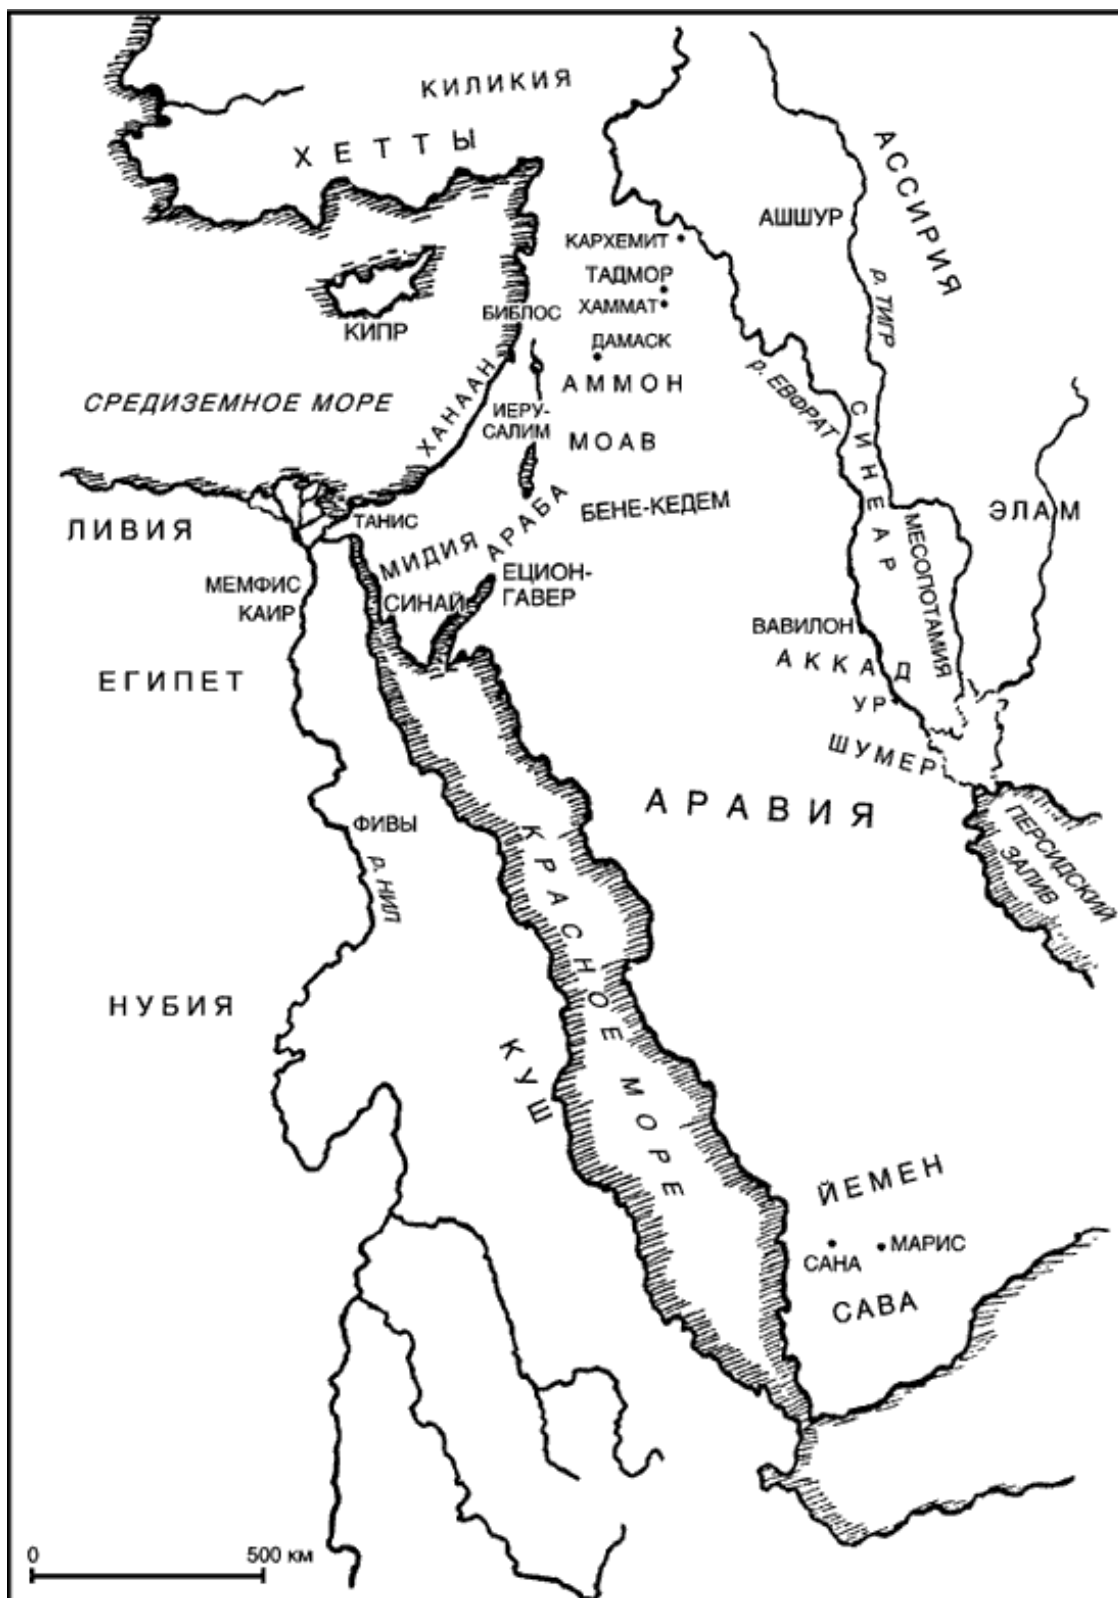 КИЛИКИЯ
ХЕТТЫ
АССИРИЯ
АШШУР
КАРХЕМИТ
ТАДМОР
ХАММАТ
р. ТИГР
КИПР
БИБЛОС
ДАМАСК
АММОН
р. ЕВФРАТ
СРЕДИЗЕМНОЕ МОРЕ
ХАНААН
ИЕРУ-
САЛИМ
МОАВ
СИНЕАР
ЛИВИЯ
ТАНИС
МИДИЯ
АРАБА
БЕНЕ-КЕДЕМ
МЕСОПОТАМИЯ
ЭЛАМ
МЕМФИС
КАИР
СИНАЙ
ЕЦИОН-
ГАВЕР
ВАВИЛОН
ЕГИПЕТ
АККАД
УР
ШУМЕР
АРАВИЯ
ФИВЫ
р. НИЛ
КРАСНОЕ МОРЕ
ПЕРСИДСКИЙ
ЗАЛИВ
НУБИЯ
КУШ
ЙЕМЕН
САНА
МАРИС
САВА
0
500 км